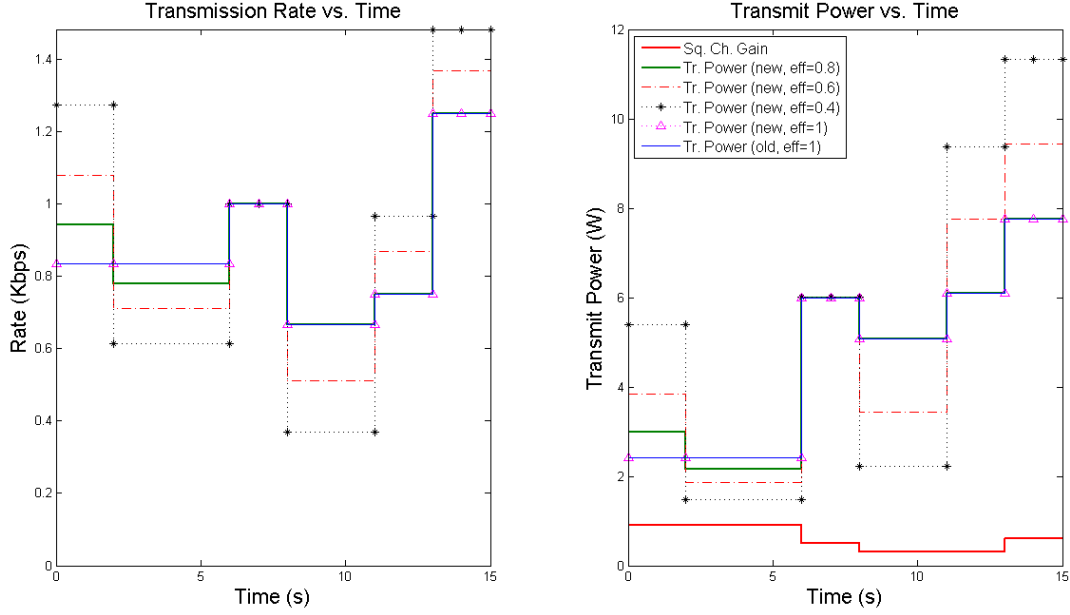 Transmission Rate vs. Time
1.4
1.2
1
0.8
0.6
0.4
0.2
0
0
5
10
15
Rate (Kbps)
Time (s)
Transmit Power vs. Time
12
10
8
6
4
2
0
0
5
10
15
Transmit Power (W)
Time (s)
Sq. Ch. Gain
Tr. Power (new, eff=0.8)
Tr. Power (new, eff=0.6)
Tr. Power (new, eff=0.4)
Tr. Power (new, eff=1)
Tr. Power (old, eff=1)